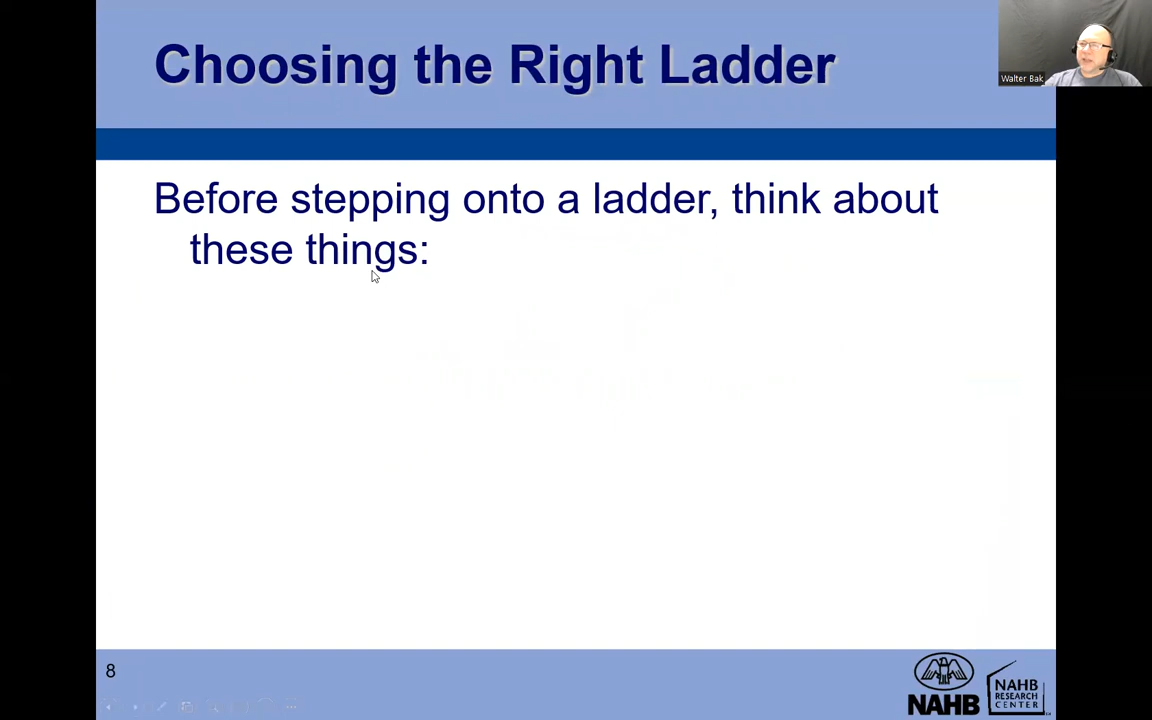 Choosing the Right Ladder
Walter Bak
Before stepping onto a ladder, think about
these things:
8
NAHB
NAHB
RESEARCH
CENTER